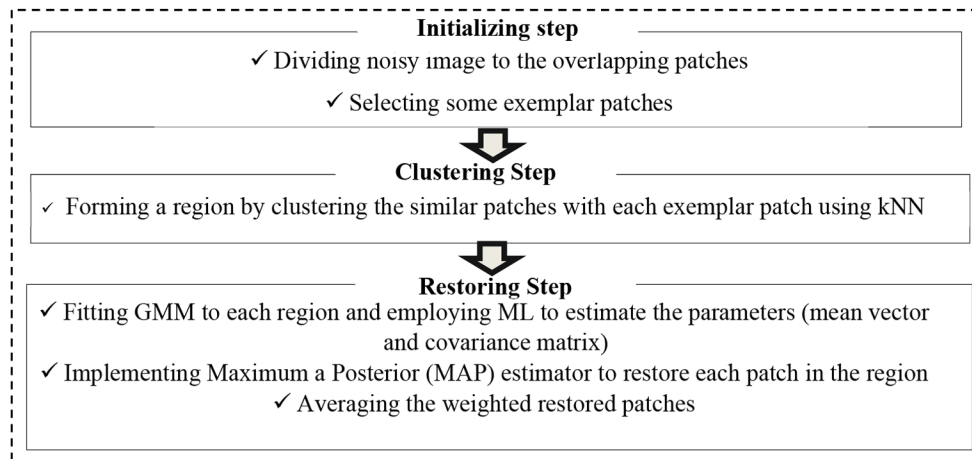 Initializing step
✓ Dividing noisy image to the overlapping patches
✓ Selecting some exemplar patches
Clustering Step
✓ Forming a region by clustering the similar patches with each exemplar patch using kNN
Restoring Step
✓ Fitting GMM to each region and employing ML to estimate the parameters (mean vector
and covariance matrix)
✓ Implementing Maximum a Posterior (MAP) estimator to restore each patch in the region
✓ Averaging the weighted restored patches